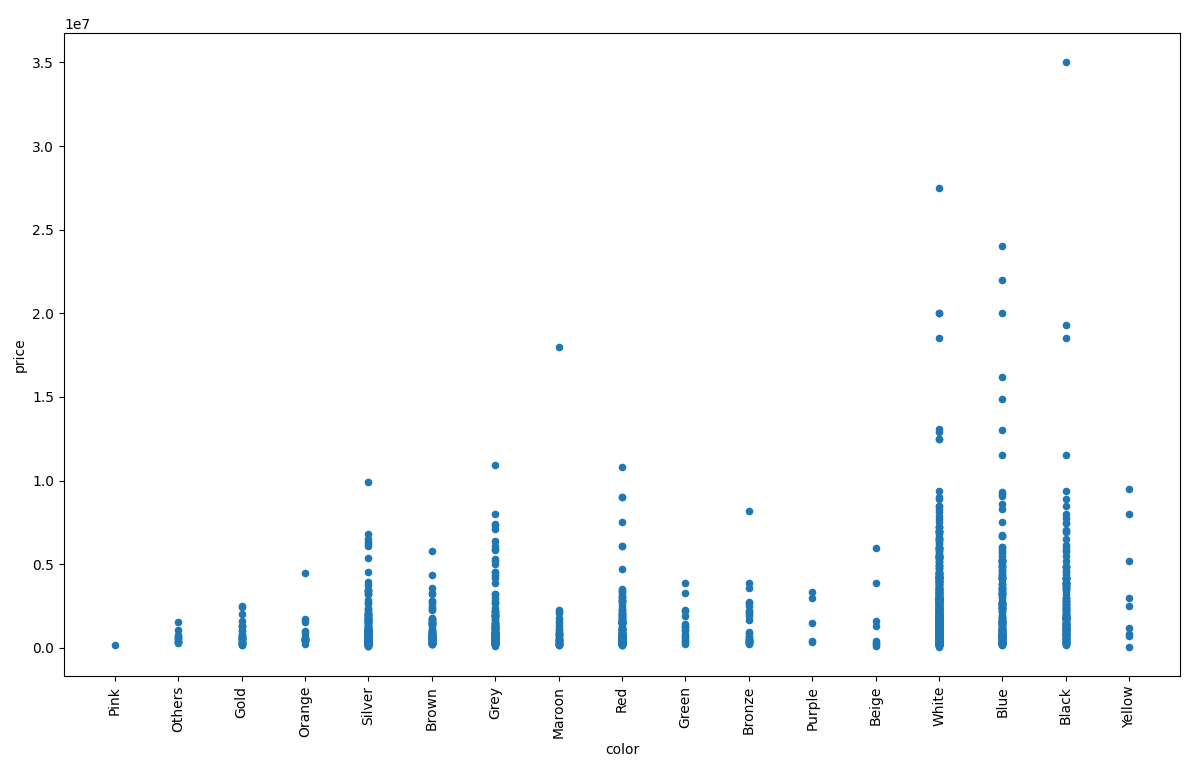 1e7
3.5
3.0
2.5
2.0
1.5
1.0
0.5
0.0
price
Pink
Others
Gold
Orange
Silver
Brown
Grey
Maroon
Red
Green
Bronze
Purple
Beige
White
Blue
Black
Yellow
color